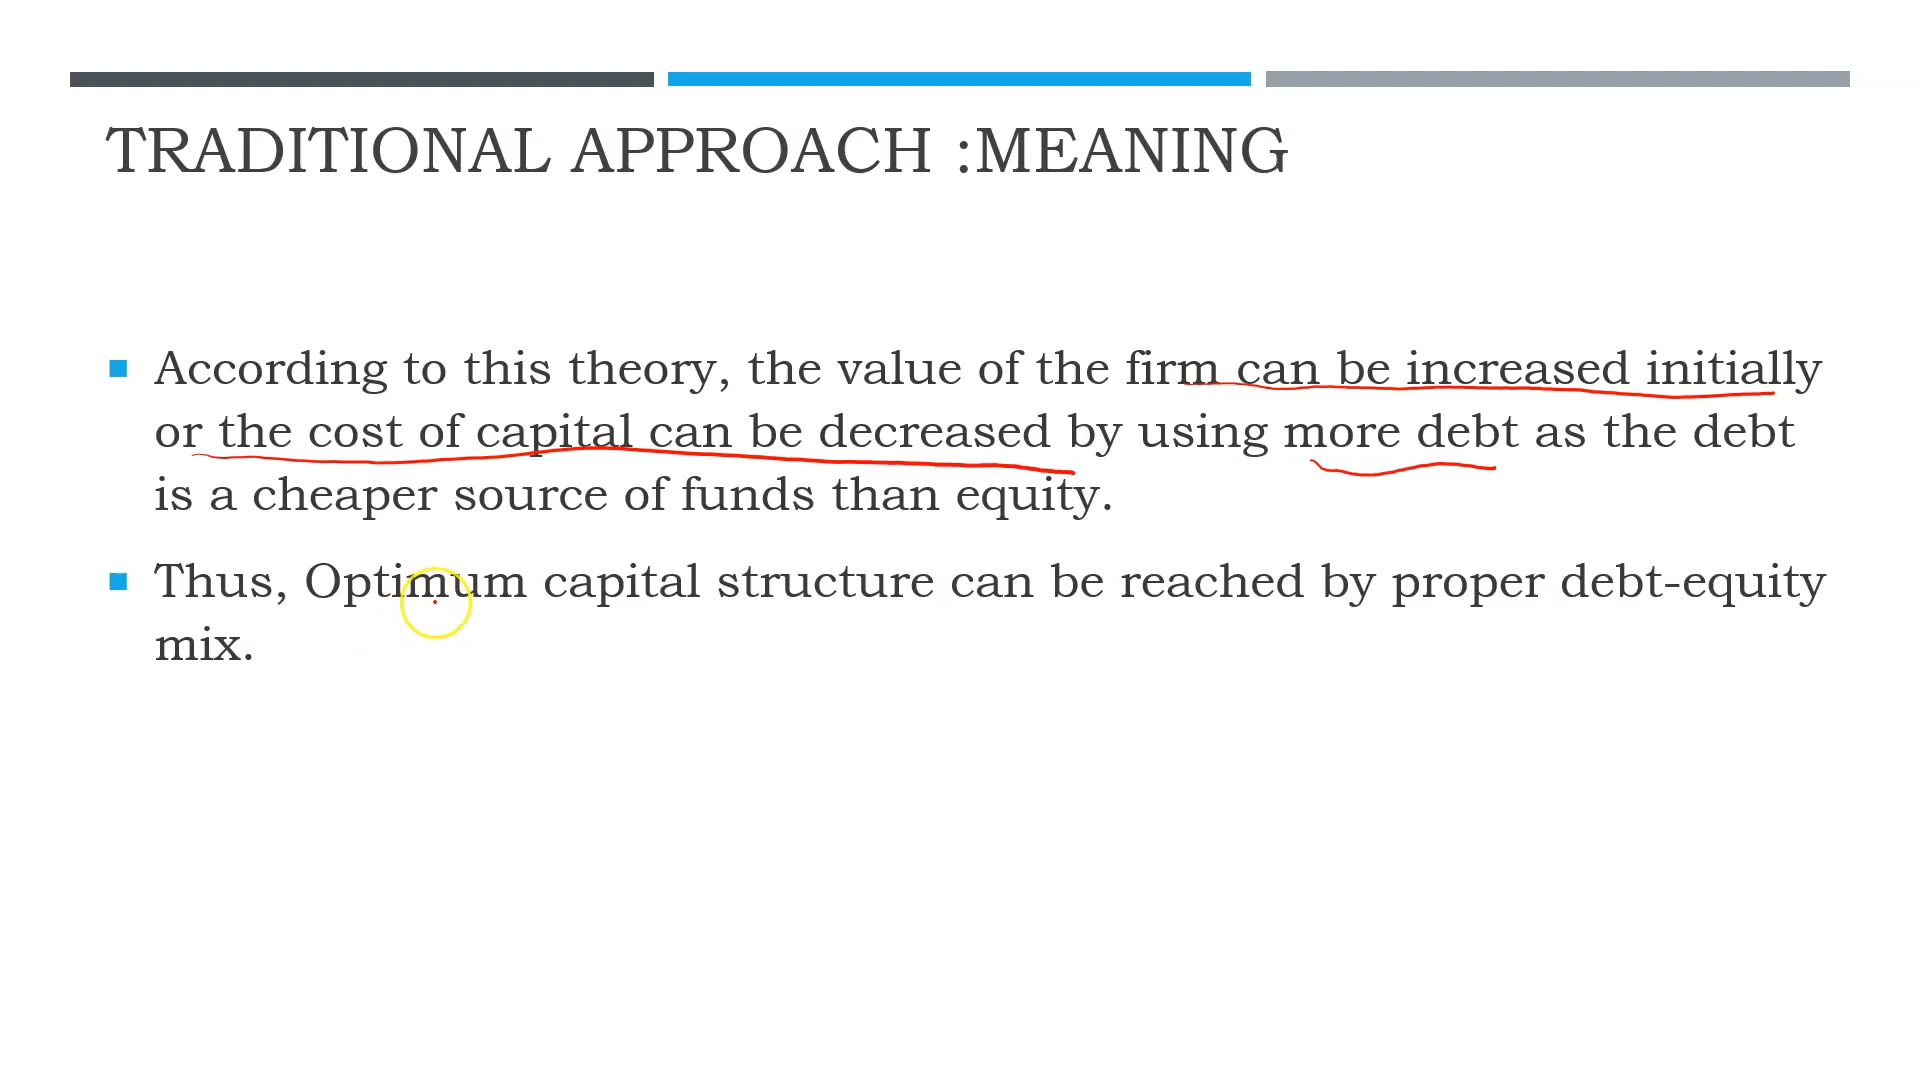 TRADITIONAL APPROACH :MEANING
According to this theory, the value of the firm can be increased initially
or the cost of capital can be decreased by using more debt as the debt
is a cheaper source of funds than equity.
Thus, Optimum capital structure can be reached by proper debt-equity
mix.